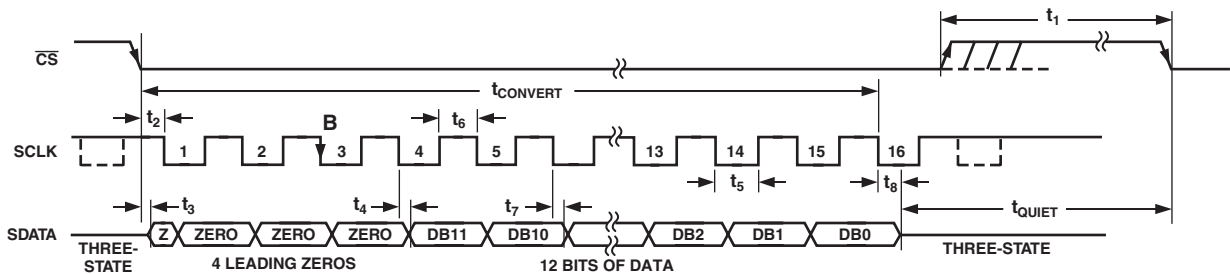 t1
CS
tCONVERT
t2
B
t6
SCLK
1 2 3 4 5 13 14 15 16
t5
t8
t3
t4
t7
tQUIET
SDATA
Z ZERO ZERO ZERO DB11 DB10 DB2 DB1 DB0
THREE-
STATE
4 LEADING ZEROS
12 BITS OF DATA
THREE-STATE